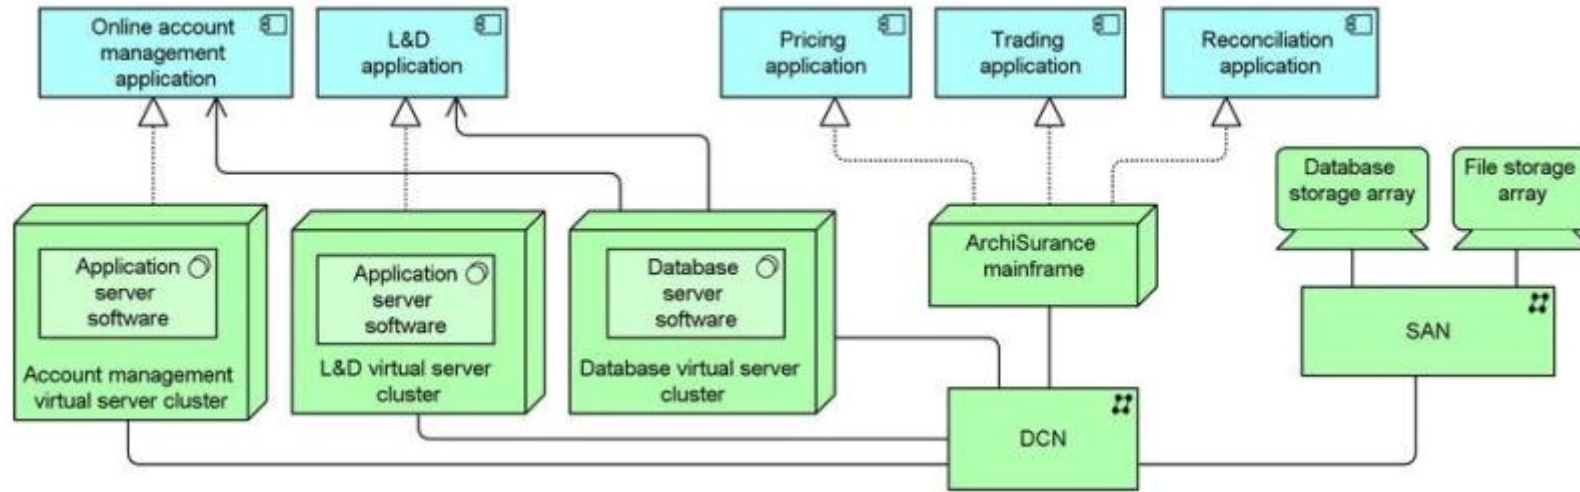 Online account
management
application
L&D
application
Pricing
application
Trading
application
Reconciliation
application
Database
storage array
File storage
array
Application
server
software
Account management
virtual server cluster
Application
server
software
L&D virtual server
cluster
Database
server
software
Database virtual server
cluster
ArchiSurance
mainframe
SAN
DCN